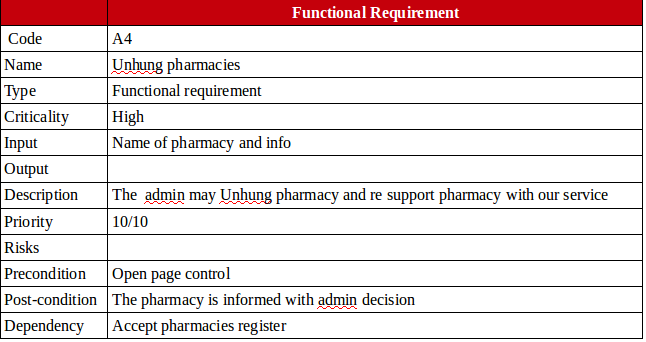 Functional Requirement
Code A4
Name Unhung pharmacies
Type Functional requirement
Criticality High
Input Name of pharmacy and info
Output
Description The admin may Unhung pharmacy and re support pharmacy with our service
Priority 10/10
Risks
Precondition Open page control
Post-condition The pharmacy is informed with admin decision
Dependency Accept pharmacies register